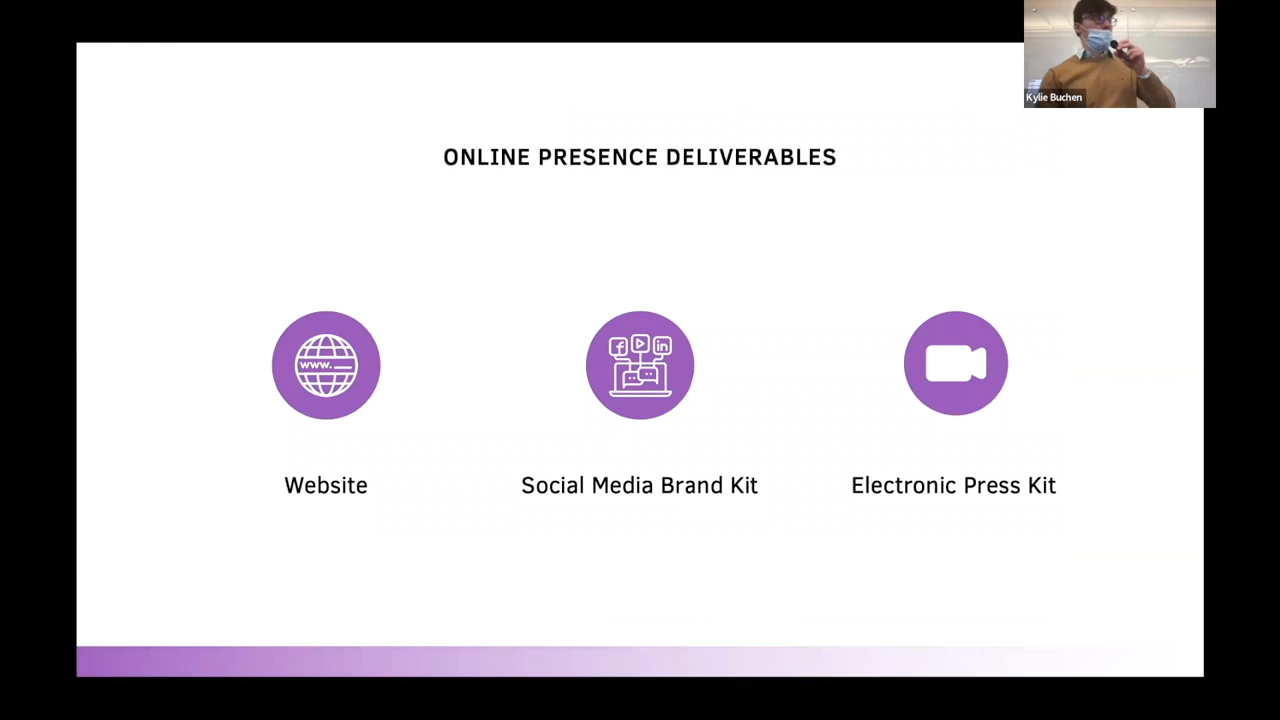 Kylie Buchen
ONLINE PRESENCE DELIVERABLES
www.
Website
Social Media Brand Kit
Electronic Press Kit